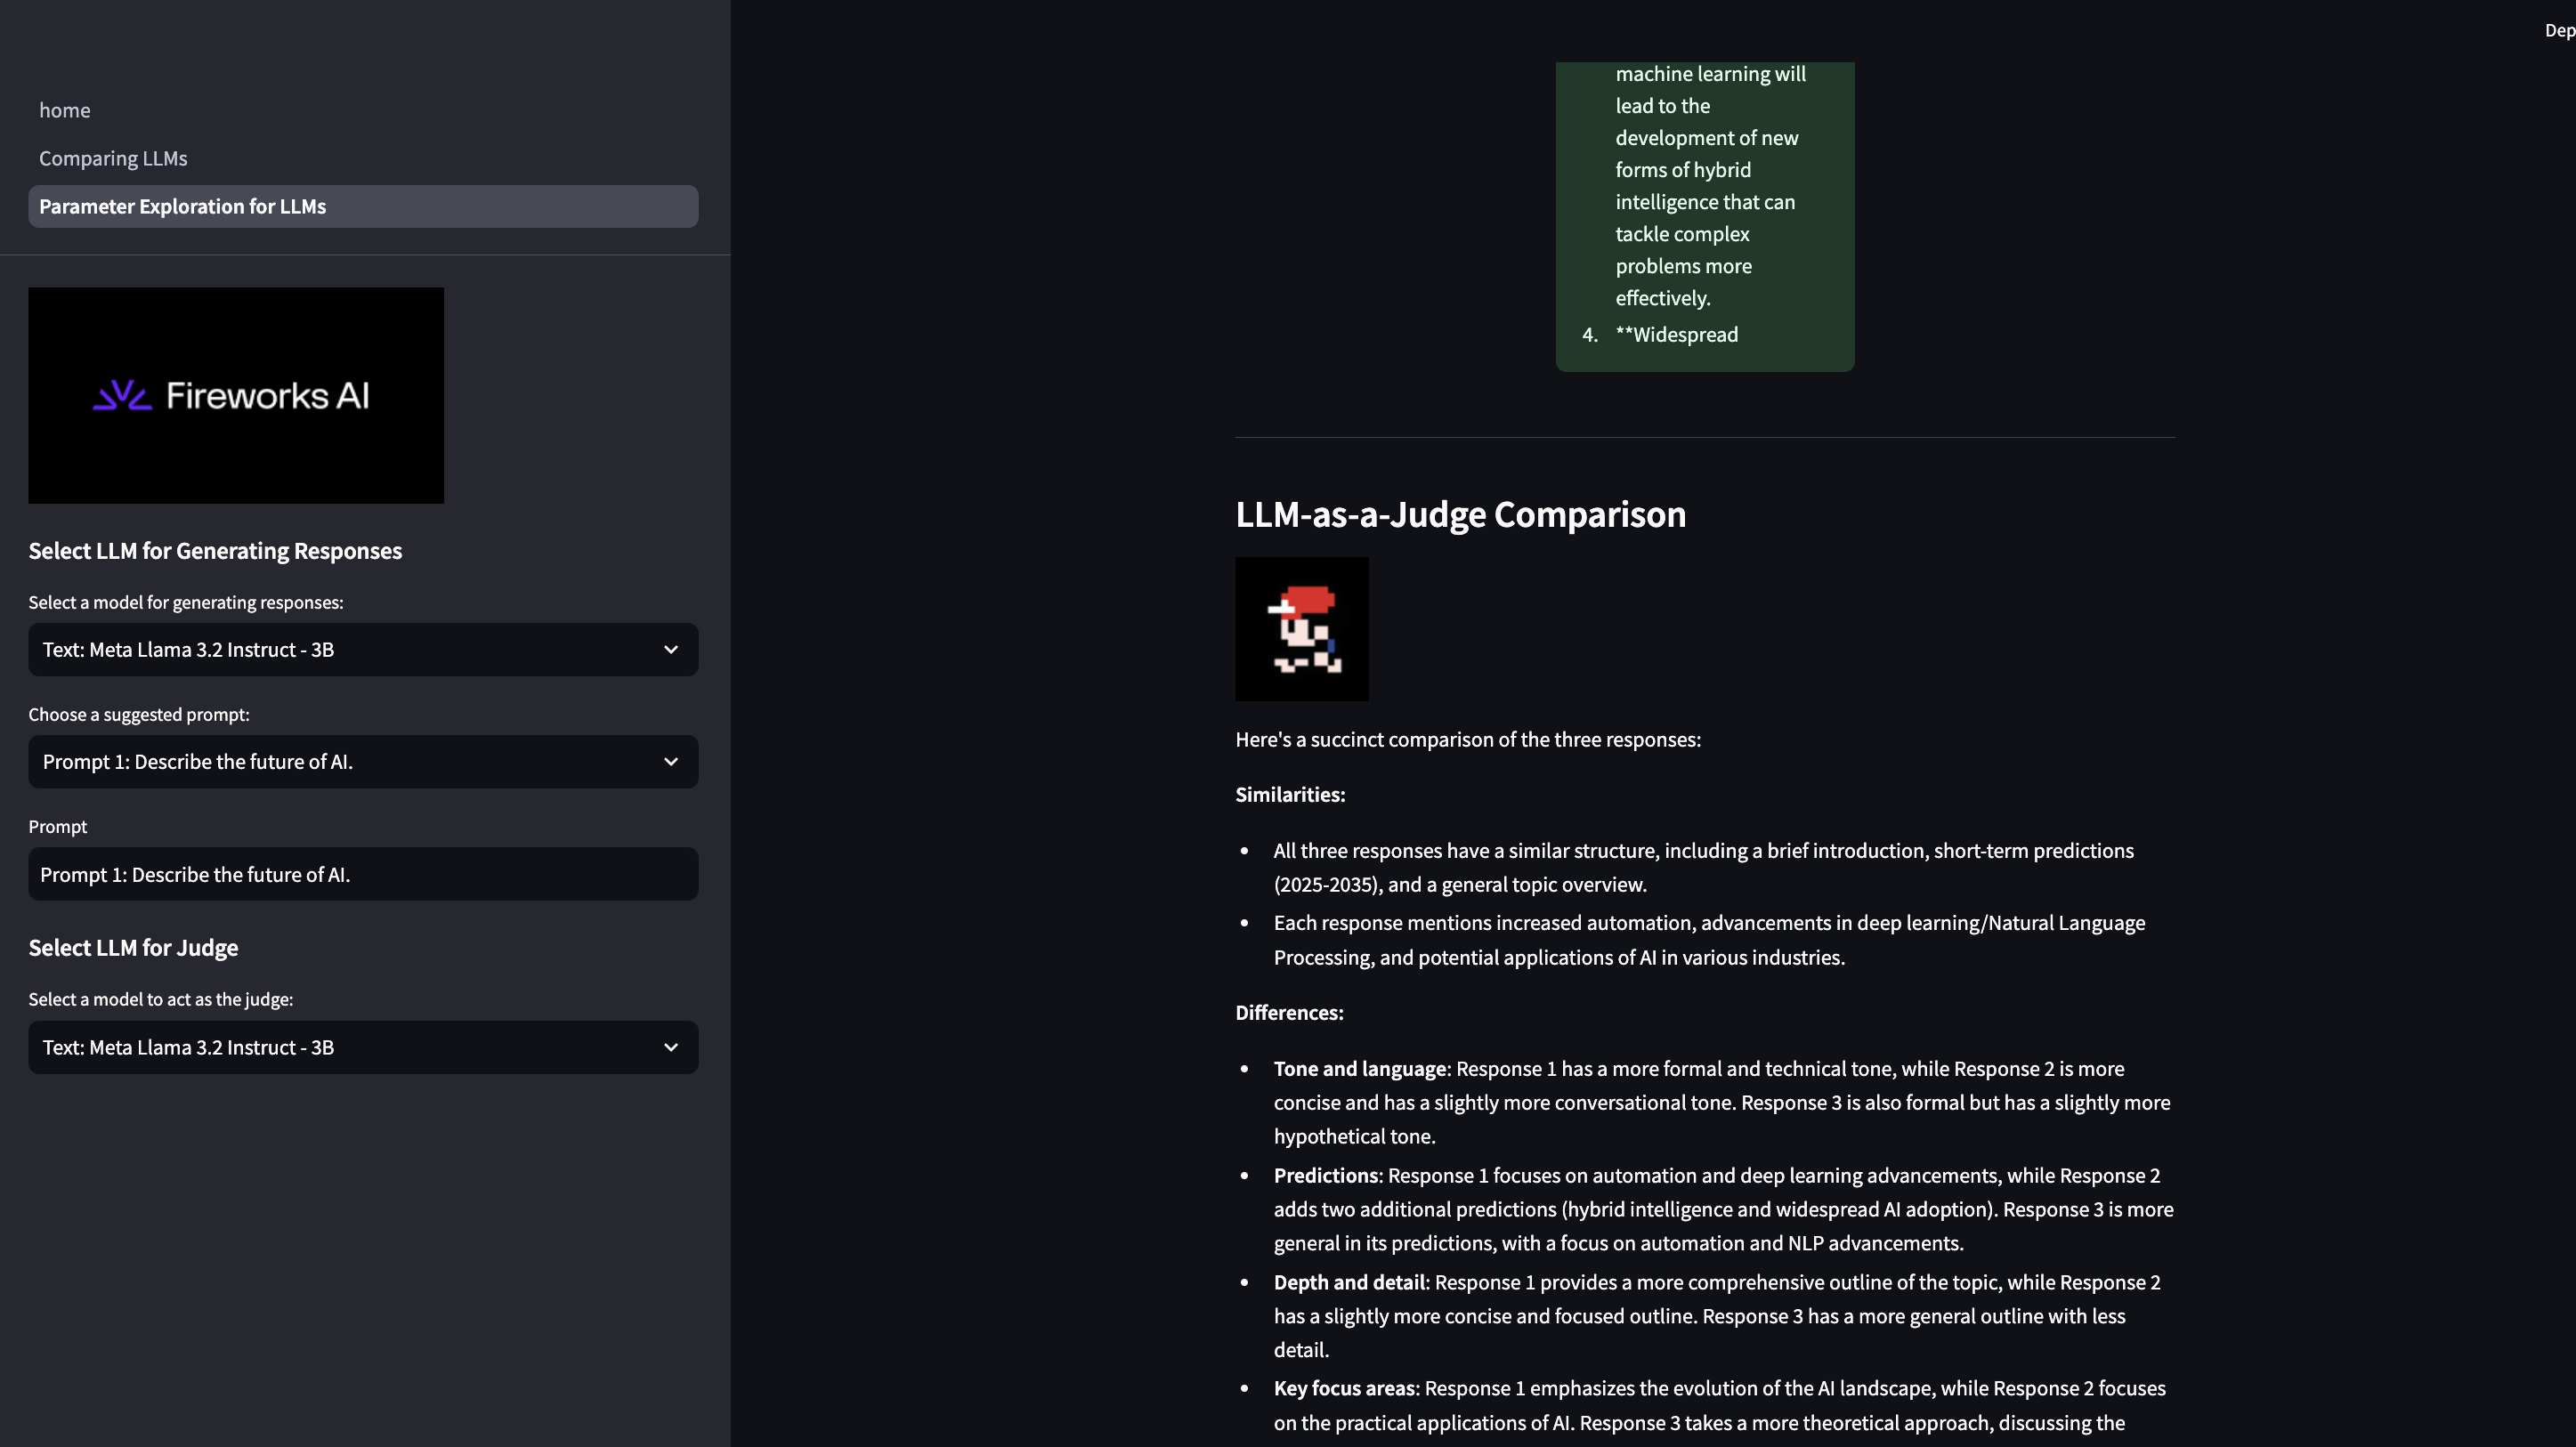 home
Comparing LLMs
Parameter Exploration for LLMs
Fireworks AI
Select LLM for Generating Responses
Select a model for generating responses:
Text: Meta Llama 3.2 Instruct - 3B
Choose a suggested prompt:
Prompt 1: Describe the future of AI.
Prompt
Prompt 1: Describe the future of AI.
Select LLM for Judge
Select a model to act as the judge:
Text: Meta Llama 3.2 Instruct - 3B
Dep
machine learning will
lead to the
development of new
forms of hybrid
intelligence that can
tackle complex
problems more
effectively.
4. **Widespread
LLM-as-a-Judge Comparison
Here's a succinct comparison of the three responses:
Similarities:
• All three responses have a similar structure, including a brief introduction, short-term predictions
(2025-2035), and a general topic overview.
• Each response mentions increased automation, advancements in deep learning/Natural Language
Processing, and potential applications of AI in various industries.
Differences:
• Tone and language: Response 1 has a more formal and technical tone, while Response 2 is more
concise and has a slightly more conversational tone. Response 3 is also formal but has a slightly more
hypothetical tone.
• Predictions: Response 1 focuses on automation and deep learning advancements, while Response 2
adds two additional predictions (hybrid intelligence and widespread AI adoption). Response 3 is more
general in its predictions, with a focus on automation and NLP advancements.
• Depth and detail: Response 1 provides a more comprehensive outline of the topic, while Response 2
has a slightly more concise and focused outline. Response 3 has a more general outline with less
detail.
• Key focus areas: Response 1 emphasizes the evolution of the AI landscape, while Response 2 focuses
on the practical applications of AI. Response 3 takes a more theoretical approach, discussing the